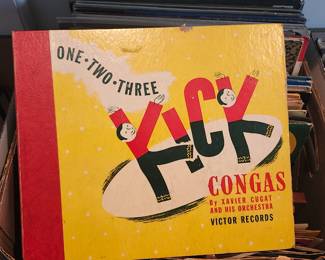 ONE•TWO•THREE
KICK
CONGAS
By XAVIER CUGAT
AND HIS ORCHESTRA
VICTOR RECORDS